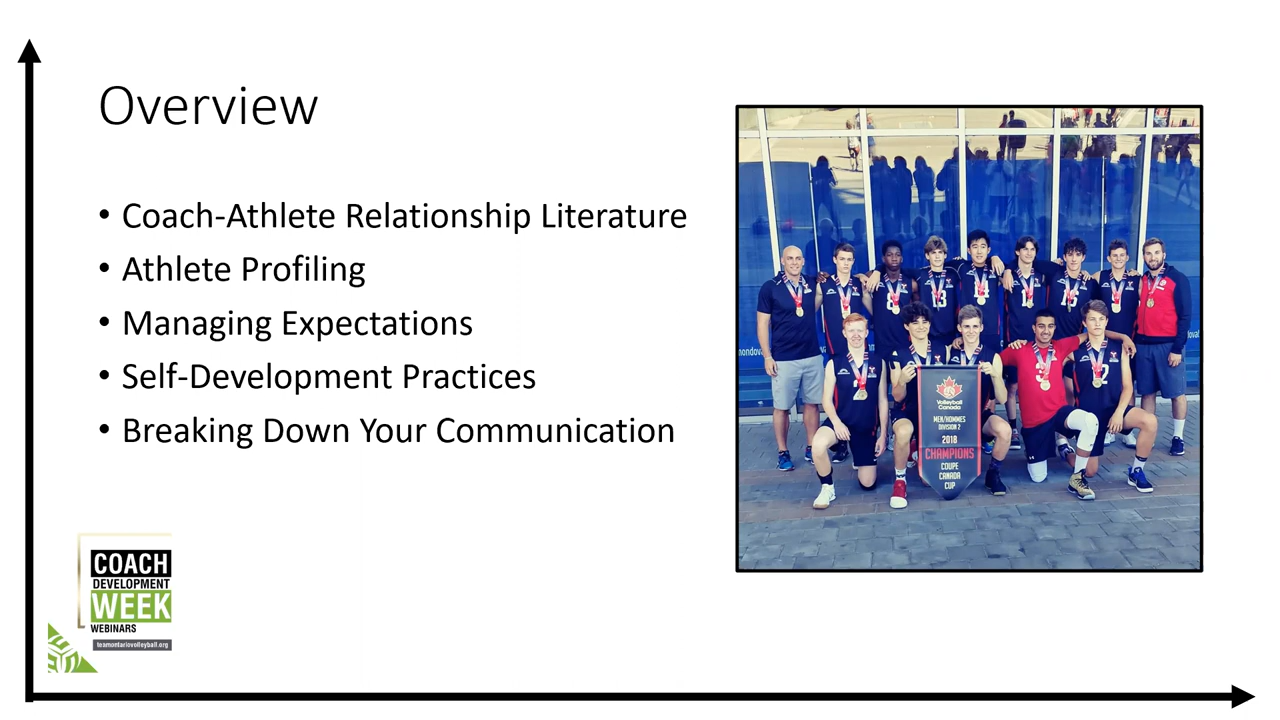 Overview
• Coach-Athlete Relationship Literature
• Athlete Profiling
• Managing Expectations
• Self-Development Practices
• Breaking Down Your Communication
COACH
DEVELOPMENT
WEEK
WEBINARS
teamontariovolleyball.org
Volleyball
Canada
MEN/HOMMES
DIVISION 2
2018
CHAMPIONS
COUPE
CANADA
CUP
13